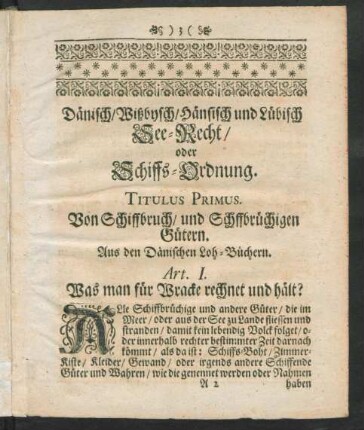 ) 3 (
Dänisch/Wißbysch/Hänsisch und Lübisch
See-Recht/
oder
Schiffs-Ordnung.
TITULUS PRIMUS.
Von Schiffbruch/ und Schffbrüchigen
Gütern.
Aus den Dänischen Loh-Büchern.
Art. I.
Was man für Wracke rechnet und hält?
ALle Schiffbrüchige und andere Güter/ die im
Meer/ oder aus der See zu Lande fliessen und
stranden/ damit kein lebendig Volck folget/ o-
der innerhalb rechter bestimmter Zeit darnach
kömmt/ als da ist: Schiffs-Boht/ Zimmer-
Kiste/ Kleider/ Gewand/ oder irgends andere Schiffende
Güter und Wahren/ wie die genennet werden oder Nahmen
A 2 haben